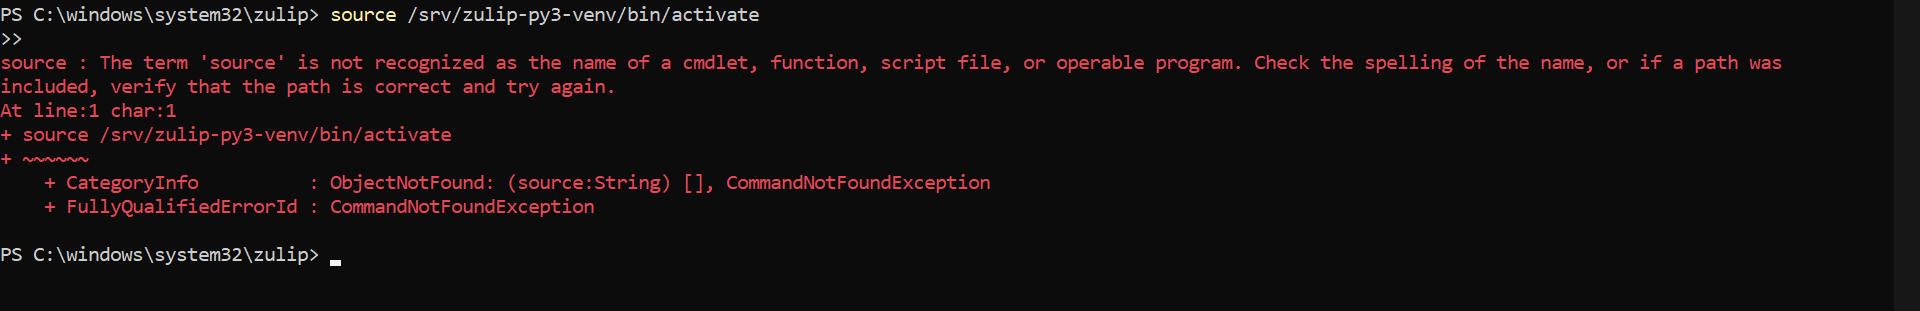 PS C:\windows\system32\zulip> source /srv/zulip-py3-venv/bin/activate
>>
source : The term 'source' is not recognized as the name of a cmdlet, function, script file, or operable program. Check the spelling of the name, or if a path was
included, verify that the path is correct and try again.
At line:1 char:1
+ source /srv/zulip-py3-venv/bin/activate
+ ~~~~~~
    + CategoryInfo          : ObjectNotFound: (source:String) [], CommandNotFoundException
    + FullyQualifiedErrorId : CommandNotFoundException
PS C:\windows\system32\zulip>